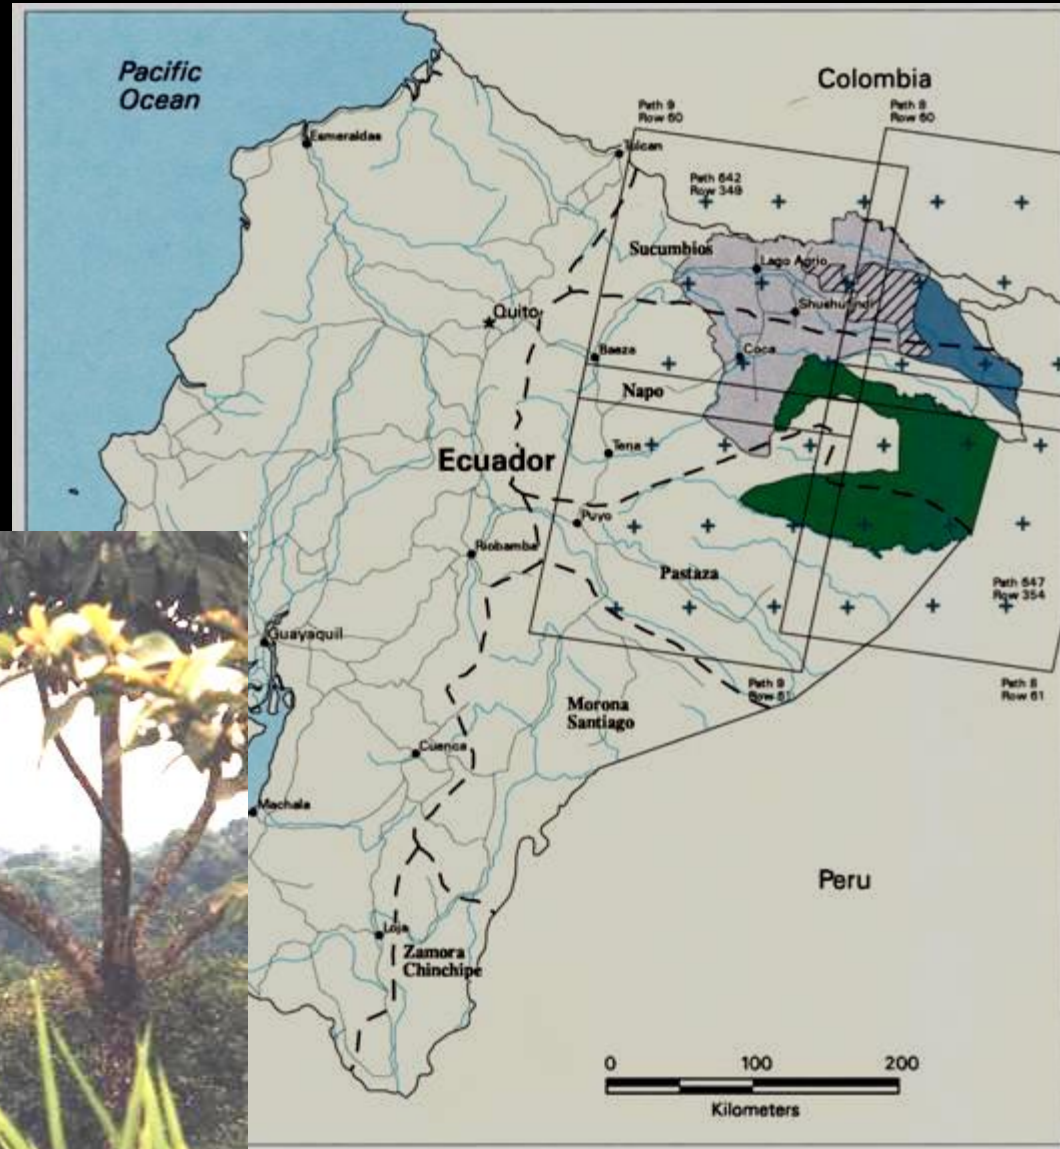 Pacific
Ocean
Colombia
Path 9
Row 60
Path 8
Row 60
Esmeraldas
Tulcan
Path 642
Row 349
Sucumbios
Lago Agrio
Shushufindi
Quito
Baeza
Coca
Napo
Ecuador
Tena
Puyo
Riobamba
Pastaza
Path 647
Row 354
Guayaquil
Path 9
Row 61
Path 8
Row 61
Morona
Santiago
Cuenca
Machala
Peru
Loja
Zamora
Chinchipe
0 100 200
Kilometers